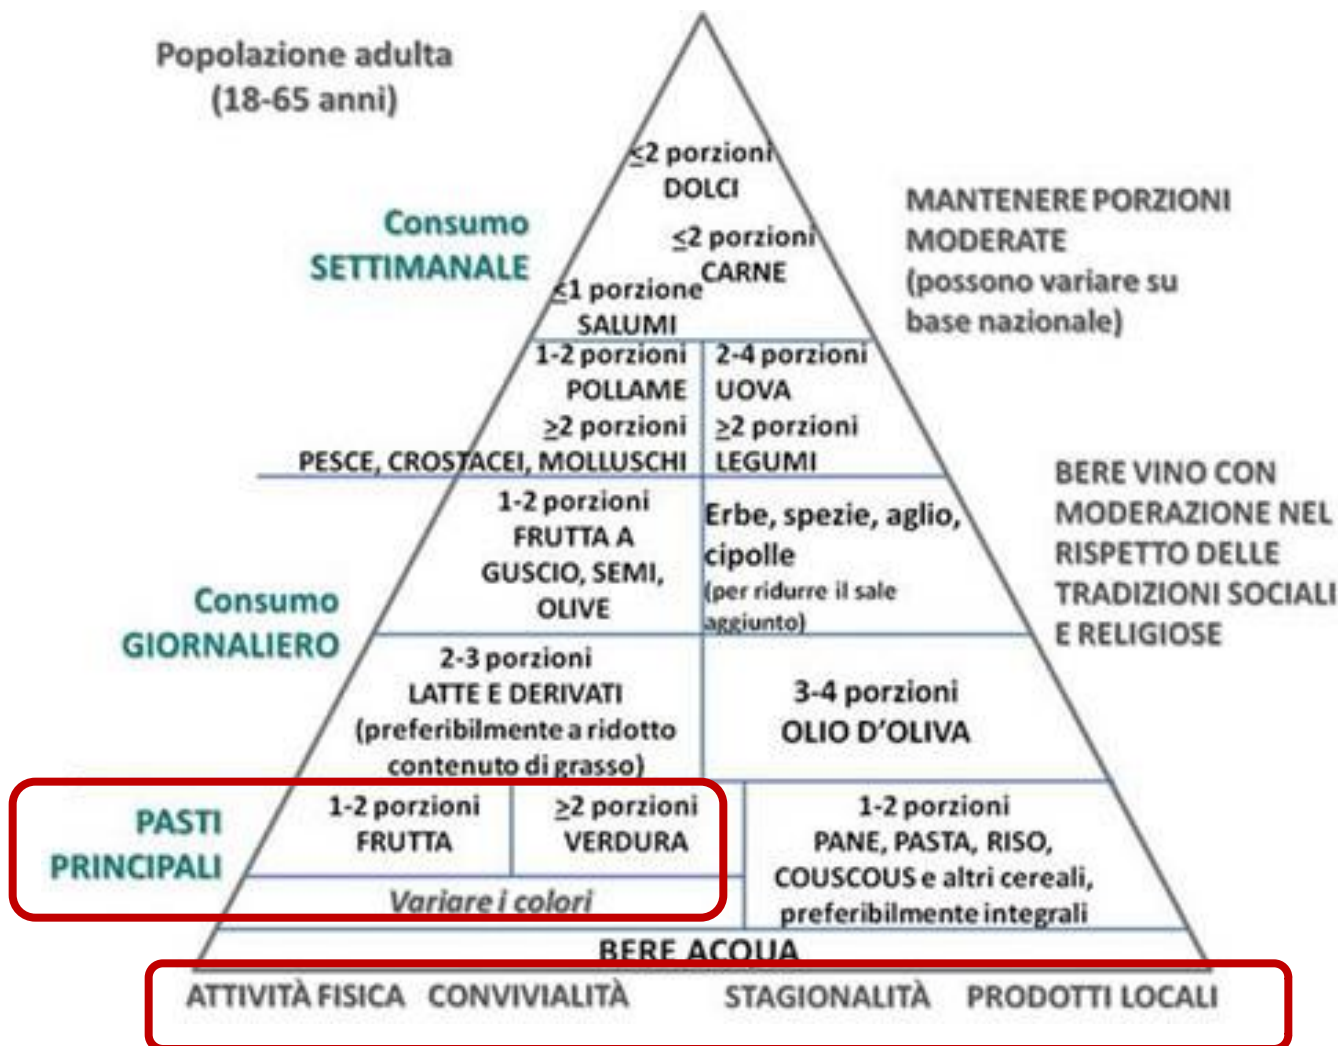 Popolazione adulta
(18-65 anni)
≤2 porzioni
DOLCI
≤2 porzioni
CARNE
≤1 porzione
SALUMI
Consumo
SETTIMANALE
MANTENERE PORZIONI
MODERATE
(possono variare su
base nazionale)
1-2 porzioni
POLLAME
≥2 porzioni
PESCE, CROSTACEI, MOLLUSCHI
2-4 porzioni
UOVA
≥2 porzioni
LEGUMI
BERE VINO CON
MODERAZIONE NEL
RISPETTO DELLE
TRADIZIONI SOCIALI
E RELIGIOSE
Consumo
GIORNALIERO
1-2 porzioni
FRUTTA A
GUSCIO, SEMI,
OLIVE
Erbe, spezie, aglio,
cipolle
(per ridurre il sale
aggiunto)
2-3 porzioni
LATTE E DERIVATI
(preferibilmente a ridotto
contenuto di grasso)
3-4 porzioni
OLIO D'OLIVA
PASTI
PRINCIPALI
1-2 porzioni
FRUTTA
≥2 porzioni
VERDURA
Variare i colori
1-2 porzioni
PANE, PASTA, RISO,
COUSCOUS e altri cereali,
preferibilmente integrali
BERE ACQUA
ATTIVITÀ FISICA CONVIVIALITÀ STAGIONALITÀ PRODOTTI LOCALI